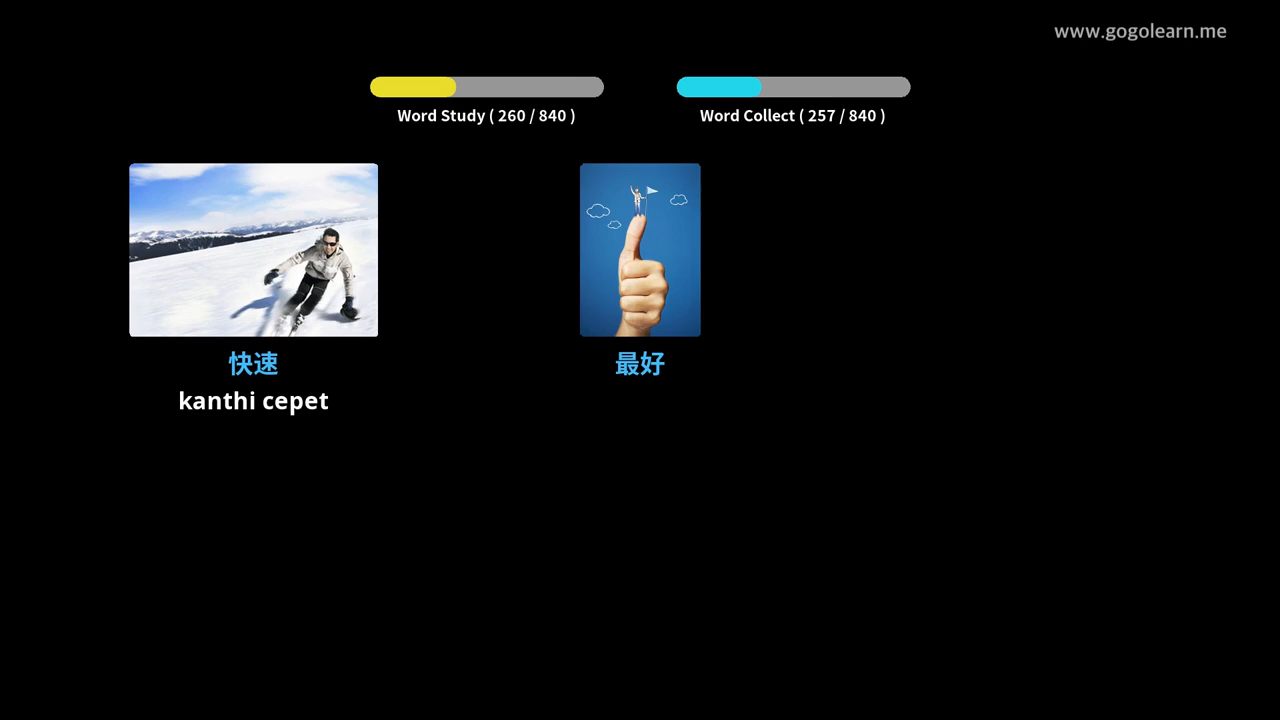 www.gogolearn.me
Word Study ( 260 / 840 )
Word Collect ( 257 / 840 )
快速
kanthi cepet
最好